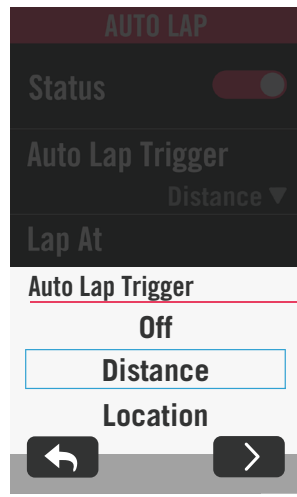 AUTO LAP
Status
Auto Lap Trigger
Distance ▼
Lap At
Auto Lap Trigger
Off
Distance
Location